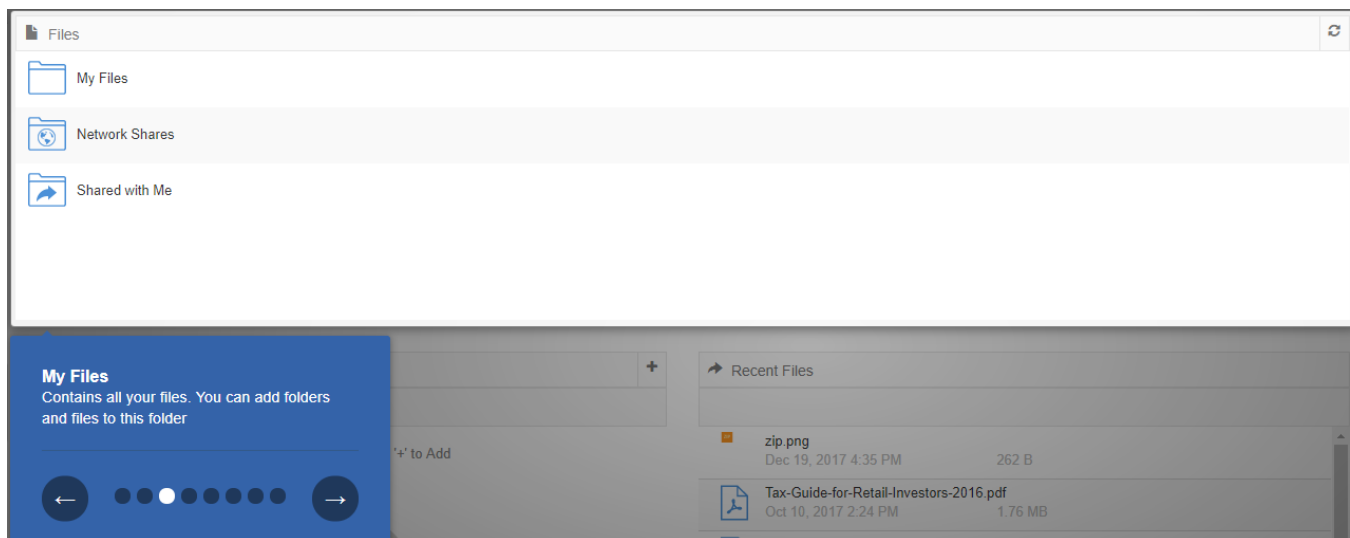 Files
My Files
Network Shares
Shared with Me
My Files
Contains all your files. You can add folders
and files to this folder
'+' to Add
Recent Files
zip.png
Dec 19, 2017 4:35 PM 262 B
Tax-Guide-for-Retail-Investors-2016.pdf
Oct 10, 2017 2:24 PM 1.76 MB